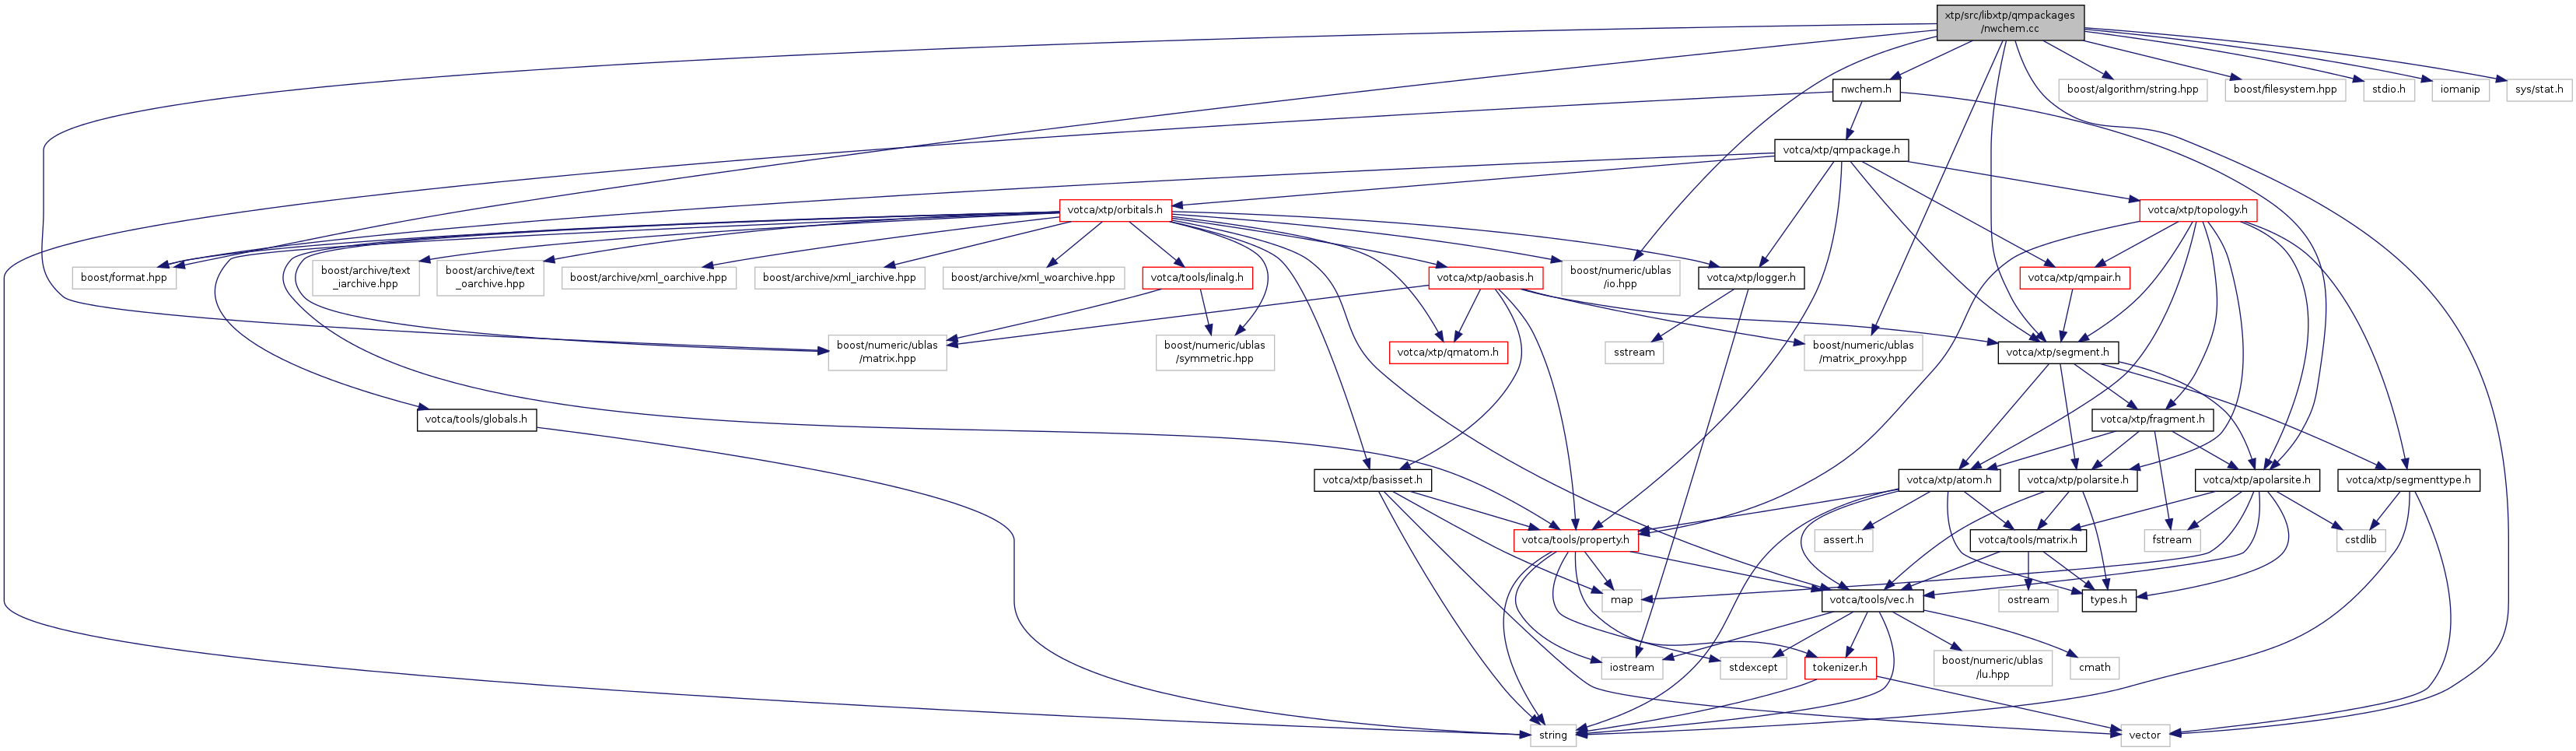 xtp/src/libxtp/qmpackages
/nwchem.cc
nwchem.h
boost/algorithm/string.hpp
boost/filesystem.hpp
stdio.h
iomanip
sys/stat.h
votca/xtp/qmpackage.h
votca/xtp/orbitals.h
votca/xtp/topology.h
boost/format.hpp
boost/archive/text
_iarchive.hpp
boost/archive/text
_oarchive.hpp
boost/archive/xml_oarchive.hpp
boost/archive/xml_iarchive.hpp
boost/archive/xml_woarchive.hpp
votca/tools/linalg.h
votca/xtp/aobasis.h
boost/numeric/ublas
/io.hpp
votca/xtp/logger.h
votca/xtp/qmpair.h
boost/numeric/ublas
/matrix.hpp
boost/numeric/ublas
/symmetric.hpp
votca/xtp/qmatom.h
sstream
boost/numeric/ublas
/matrix_proxy.hpp
votca/xtp/segment.h
votca/tools/globals.h
votca/xtp/fragment.h
votca/xtp/basisset.h
votca/xtp/atom.h
votca/xtp/polarsite.h
votca/xtp/apolarsite.h
votca/xtp/segmenttype.h
votca/tools/property.h
assert.h
votca/tools/matrix.h
fstream
cstdlib
map
votca/tools/vec.h
ostream
types.h
iostream
stdexcept
tokenizer.h
boost/numeric/ublas
/lu.hpp
cmath
string
vector